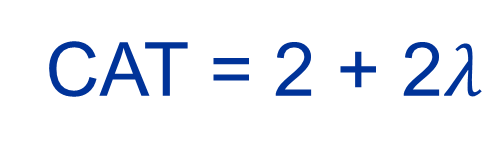 CAT = 2 + 2λ